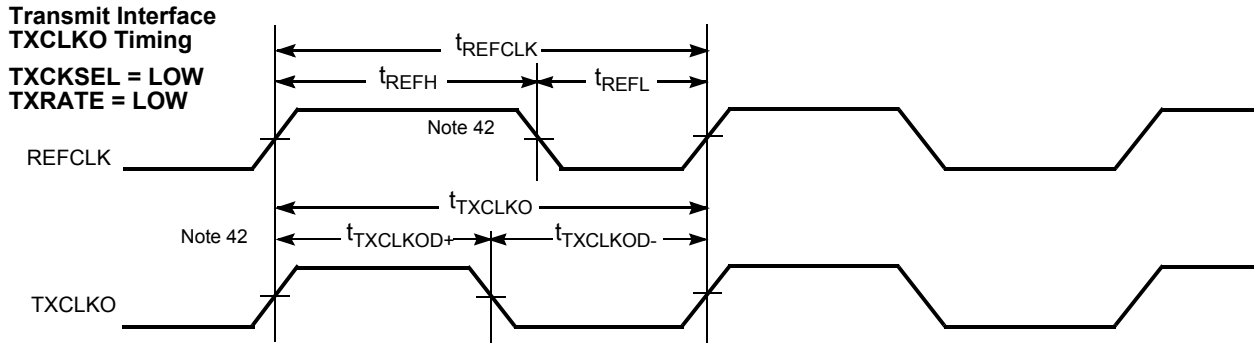 Transmit Interface
TXCLKO Timing
TXCKSEL = LOW
TXRATE = LOW
tREFCLK
tREFH
tREFL
Note 42
REFCLK
tTXCLKO
Note 42
tTXCLKOD+
tTXCLKOD-
TXCLKO